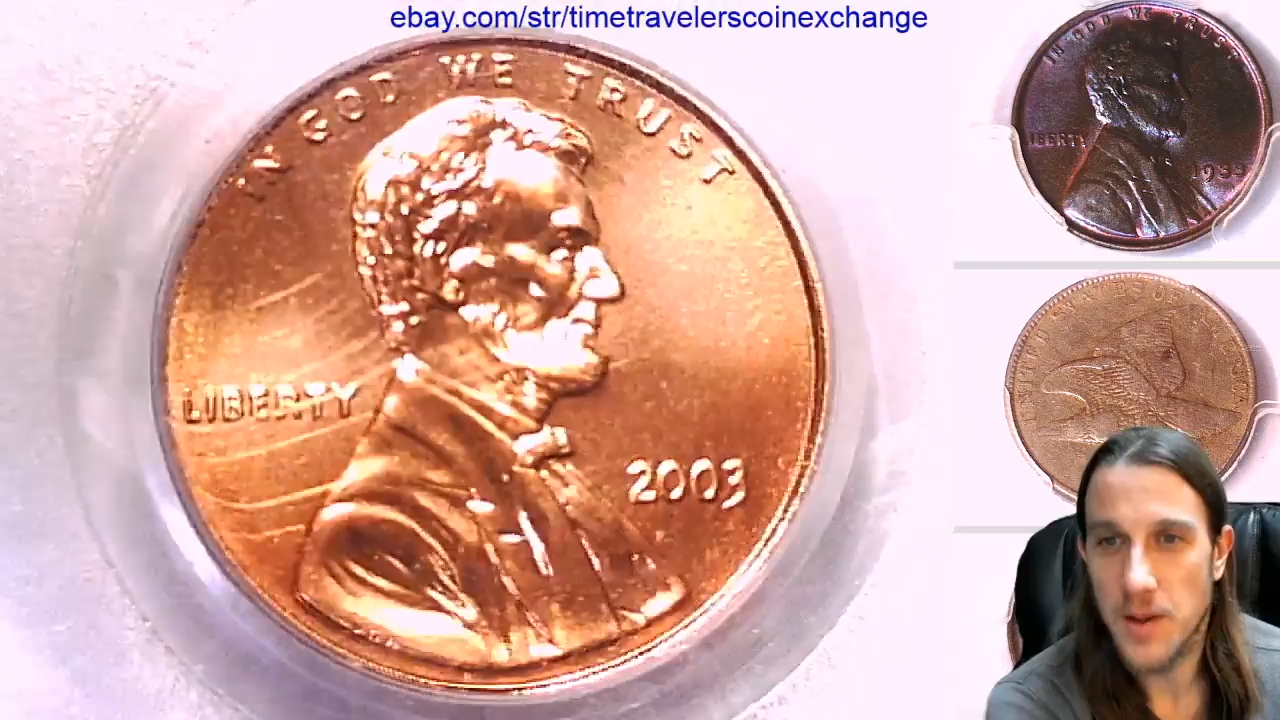 ebay.com/str/timetravelerscoinexchange
IN GOD WE TRUST
LIBERTY
2003
IN GOD WE TRUST
LIBERTY